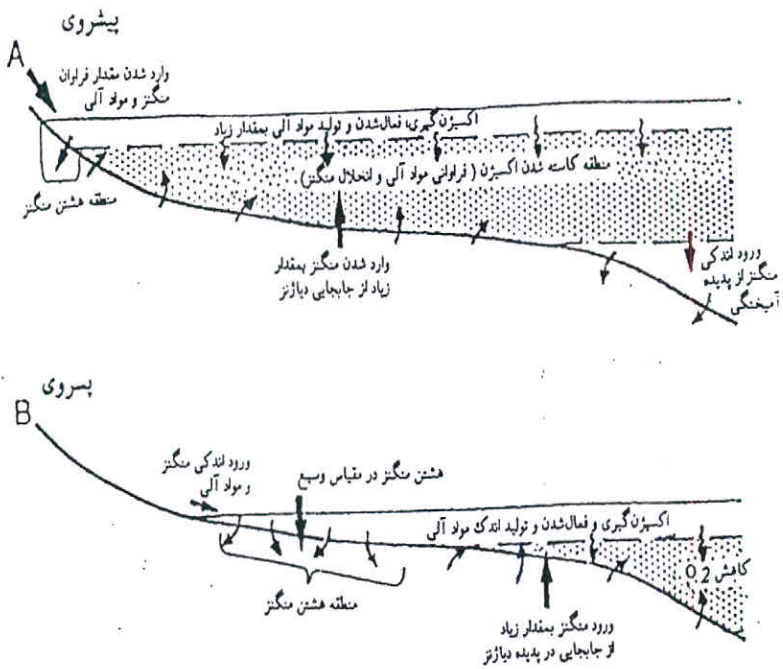 پیشروی
A
وارد شدن مقدار فراوان
منگنز و مواد آلی
اکسیژن گیری، فعال‌شدن و تولید مواد آلی بمقدار زیاد
منطقه کاسته شدن اکسیژن (فراوانی مواد آلی و انحلال منگنز)
منطقه هشتن منگنز
وارد شدن منگنز بمقدار
زیاد از جابجایی دیاژنز
ورود اندکی
منگنز از پدیده
آمیختگی
پسروی
B
ورود اندکی منگنز
و مواد آلی
هشتن منگنز در مقیاس وسیع
اکسیژن‌گیری و فعال‌شدن و تولید اندک مواد آلی
کاهش O2
منطقه هشتن منگنز
ورود منگنز بمقدار زیاد
از جابجایی در پدیده دیاژنز